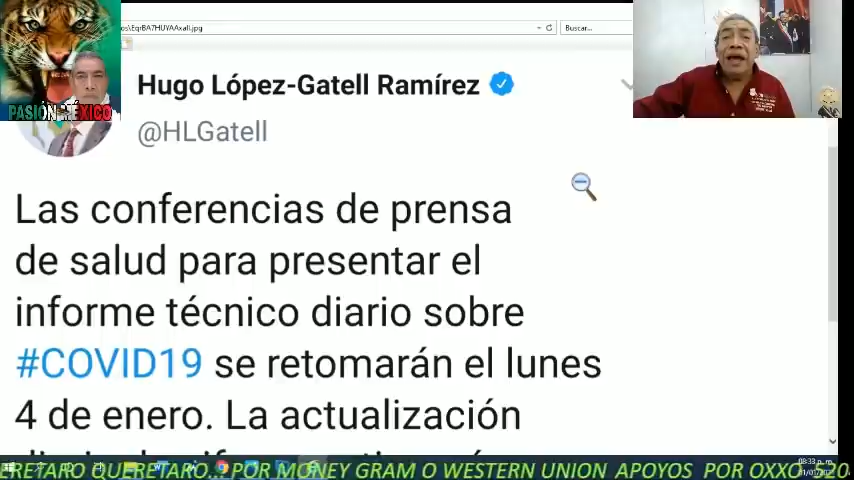 Buscar...
PASIÓN MÉXICO
Hugo López-Gatell Ramírez
@HLGatell
Las conferencias de prensa
de salud para presentar el
informe técnico diario sobre
#COVID19 se retomarán el lunes
4 de enero. La actualización
QUERETARO... POR MONEY GRAM O WESTERN UNION APOYOS POR OXXO